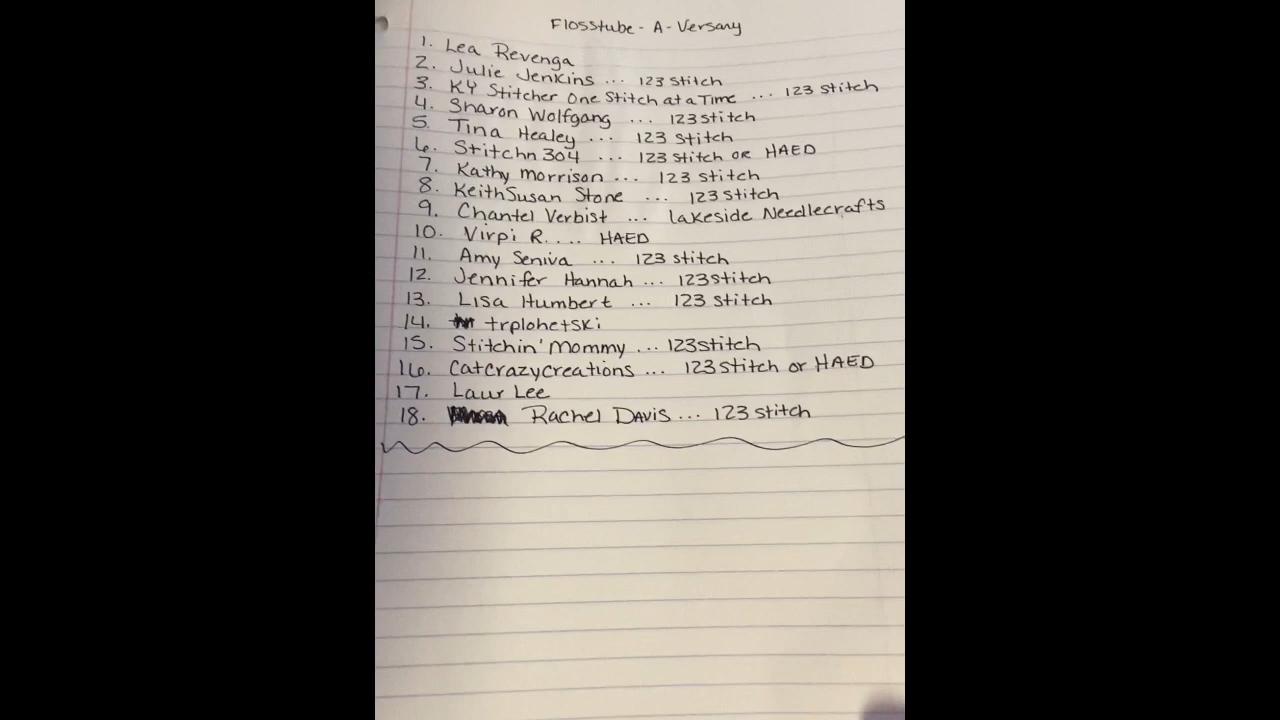 Flosstube - A - Versary
1. Lea Revenga
2. Julie Jenkins ... 123 Stitch
3. KY Stitcher One Stitch at a Time ... 123 Stitch
4. Sharon Wolfgang ... 123 Stitch
5. Tina Healey ... 123 Stitch
6. Stitchn 304 ... 123 Stitch or HAED
7. Kathy Morrison ... 123 Stitch
8. KeithSusan Stone ... 123 Stitch
9. Chantel Verbist ... Lakeside Needlecrafts
10. Virpi R.... HAED
11. Amy Seniva ... 123 Stitch
12. Jennifer Hannah ... 123 Stitch
13. Lisa Humbert ... 123 Stitch
14. trplohetski
15. Stitchin' Mommy ... 123 Stitch
16. Catcrazycreations ... 123 Stitch or HAED
17. Laur Lee
18. Rachel Davis ... 123 Stitch